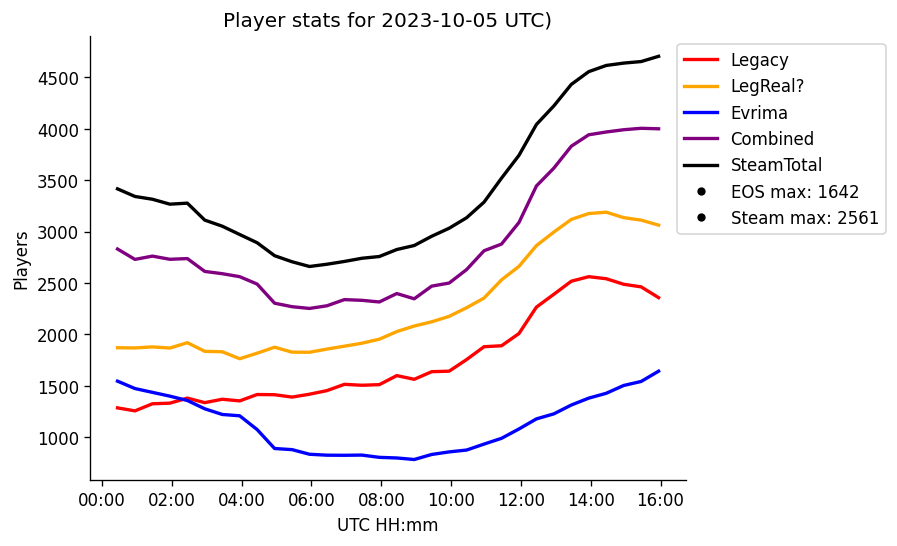 Player stats for 2023-10-05 UTC)
Players
4500
4000
3500
3000
2500
2000
1500
1000
00:00 02:00 04:00 06:00 08:00 10:00 12:00 14:00 16:00
UTC HH:mm
Legacy
LegReal?
Evrima
Combined
SteamTotal
EOS max: 1642
Steam max: 2561